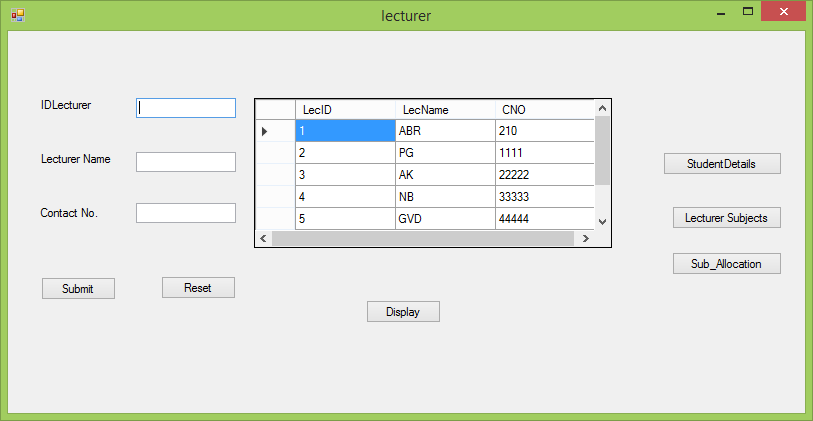 lecturer
IDLecturer
Lecturer Name
Contact No.
Submit
Reset
LecID LecName CNO
1 ABR 210
2 PG 1111
3 AK 22222
4 NB 33333
5 GVD 44444
Display
StudentDetails
Lecturer Subjects
Sub_Allocation